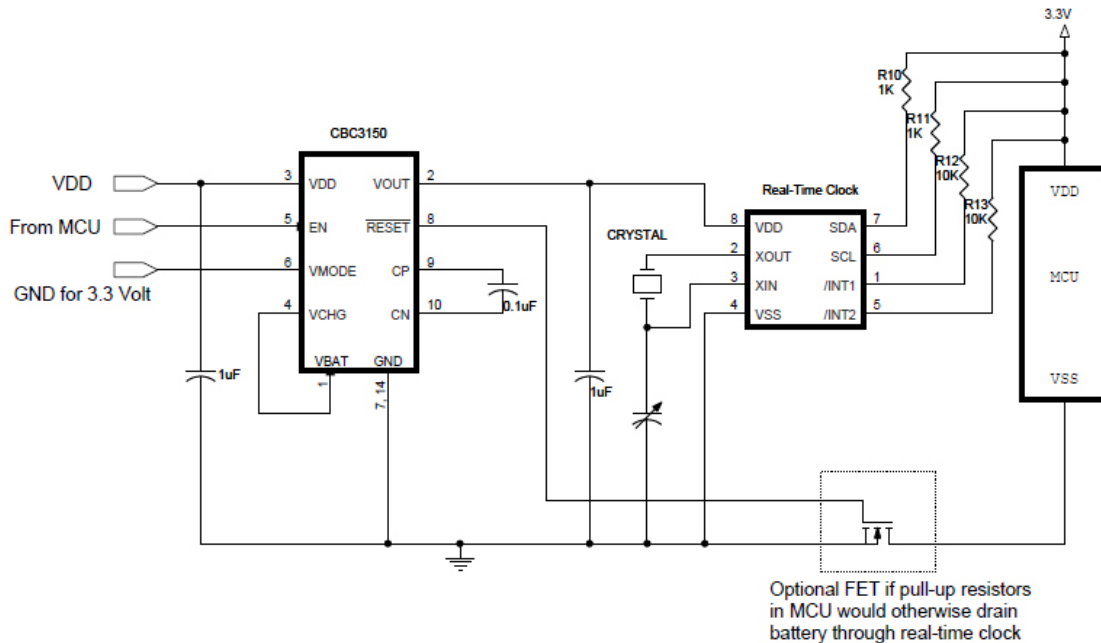 3.3V
R10
1K
R11
1K
CBC3150
R12
10K
3
VDD
VOUT
2
VDD
Real-Time Clock
R13
10K
VDD
5
EN
RESET
8
From MCU
8
VDD
SDA
7
CRYSTAL
2
XOUT
SCL
6
6
VMODE
CP
9
GND for 3.3 Volt
3
XIN
/INT1
1
MCU
4
VCHG
CN
10
0.1uF
4
VSS
/INT2
5
VBAT
GND
1uF
1
7, 14
1uF
VSS
Optional FET if pull-up resistors
in MCU would otherwise drain
battery through real-time clock